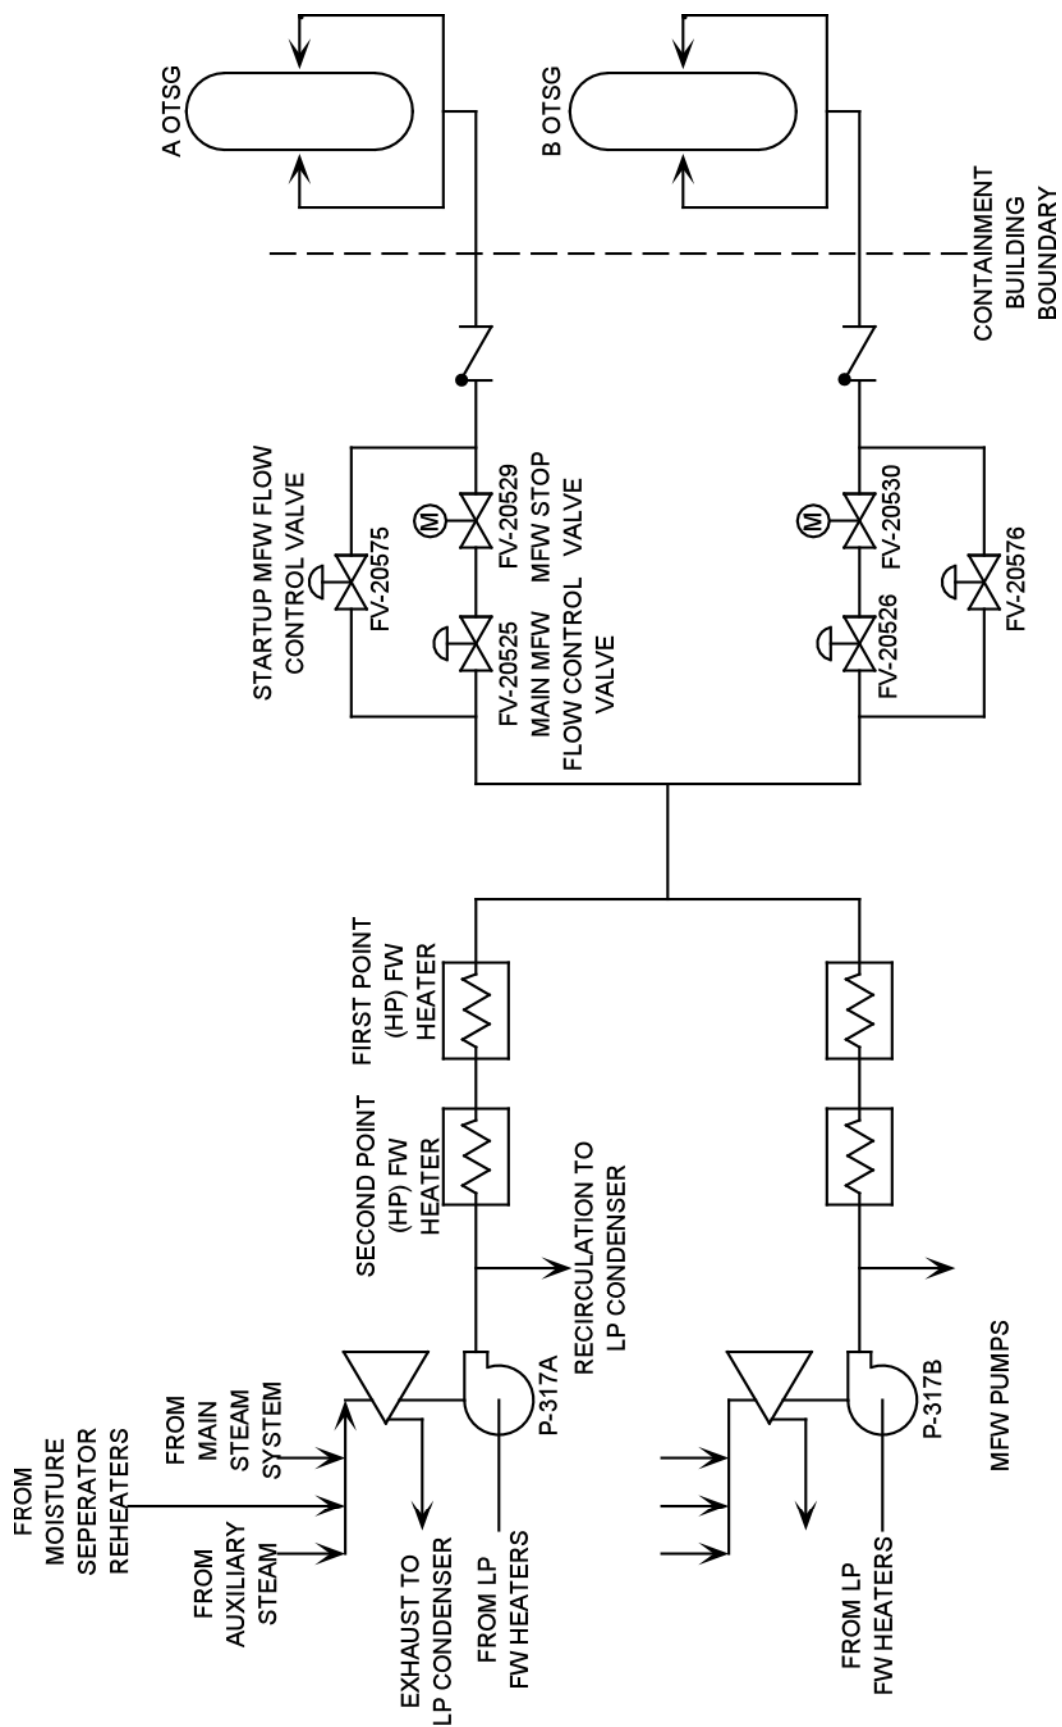 FROM
MOISTURE
SEPERATOR
REHEATERS
FROM
MAIN
STEAM
SYSTEM
FROM
AUXILIARY
STEAM
EXHAUST TO
LP CONDENSER
FROM LP
FW HEATERS
P-317A
RECIRCULATION TO
LP CONDENSER
SECOND POINT
(HP) FW
HEATER
FIRST POINT
(HP) FW
HEATER
STARTUP MFW FLOW
CONTROL VALVE
FV-20575
M
FV-20525
MAIN MFW
FLOW CONTROL
VALVE
FV-20529
MFW STOP
VALVE
A OTSG
B OTSG
M
FV-20526
FV-20530
FV-20576
CONTAINMENT
BUILDING
BOUNDARY
FROM LP
FW HEATERS
P-317B
MFW PUMPS